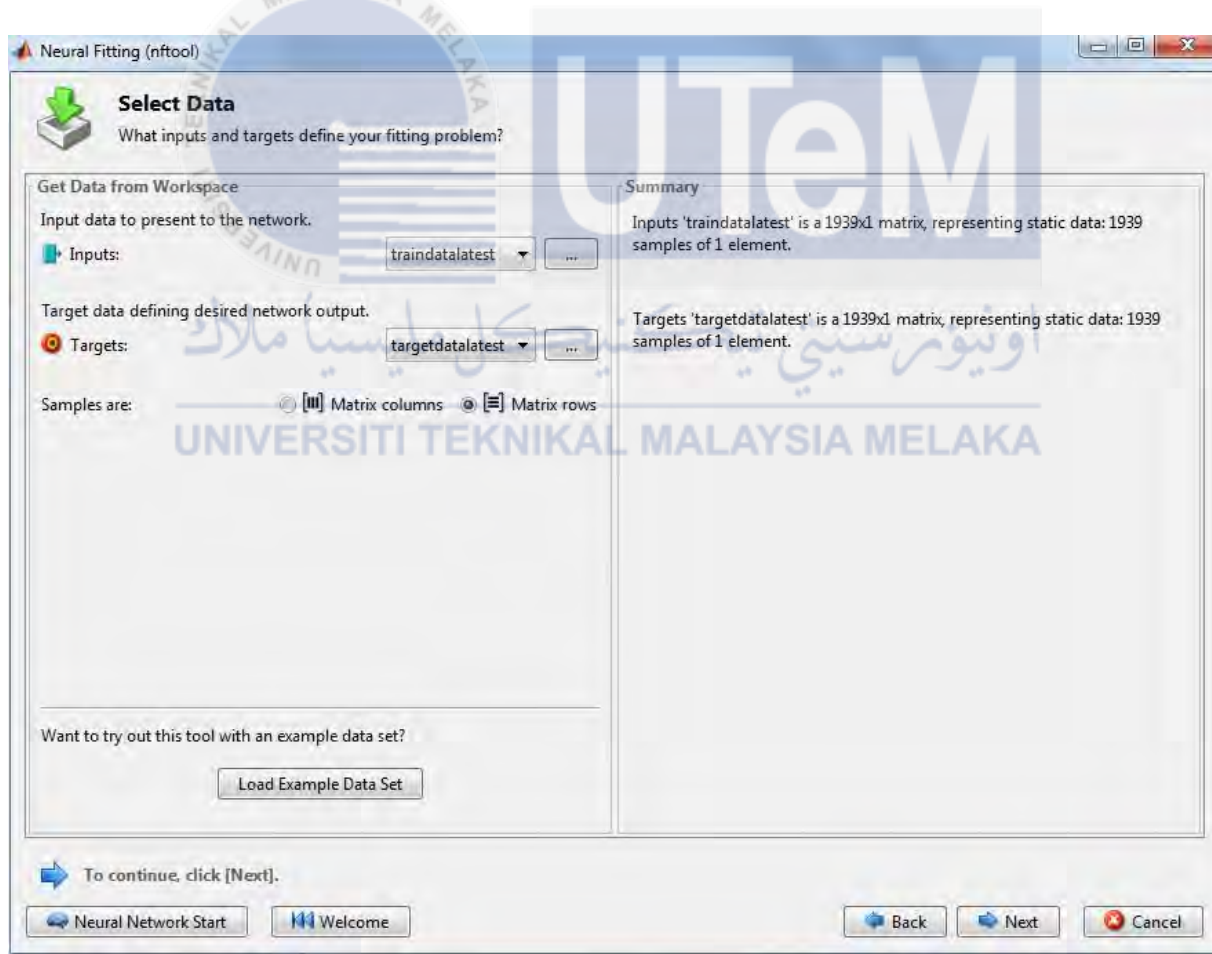 Neural Fitting (nftool)
Select Data
What inputs and targets define your fitting problem?
Get Data from Workspace
Input data to present to the network.
Inputs:
traindatalatest
...
Target data defining desired network output.
Targets:
targetdatalatest
...
Samples are:
Matrix columns
Matrix rows
Want to try out this tool with an example data set?
Load Example Data Set
Summary
Inputs 'traindatalatest' is a 1939x1 matrix, representing static data: 1939
samples of 1 element.
Targets 'targetdatalatest' is a 1939x1 matrix, representing static data: 1939
samples of 1 element.
To continue, click [Next].
Neural Network Start
Welcome
Back
Next
Cancel
UTeM
اونيورسيتي تيكنيكل مليسيا ملاك
UNIVERSITI TEKNIKAL MALAYSIA MELAKA